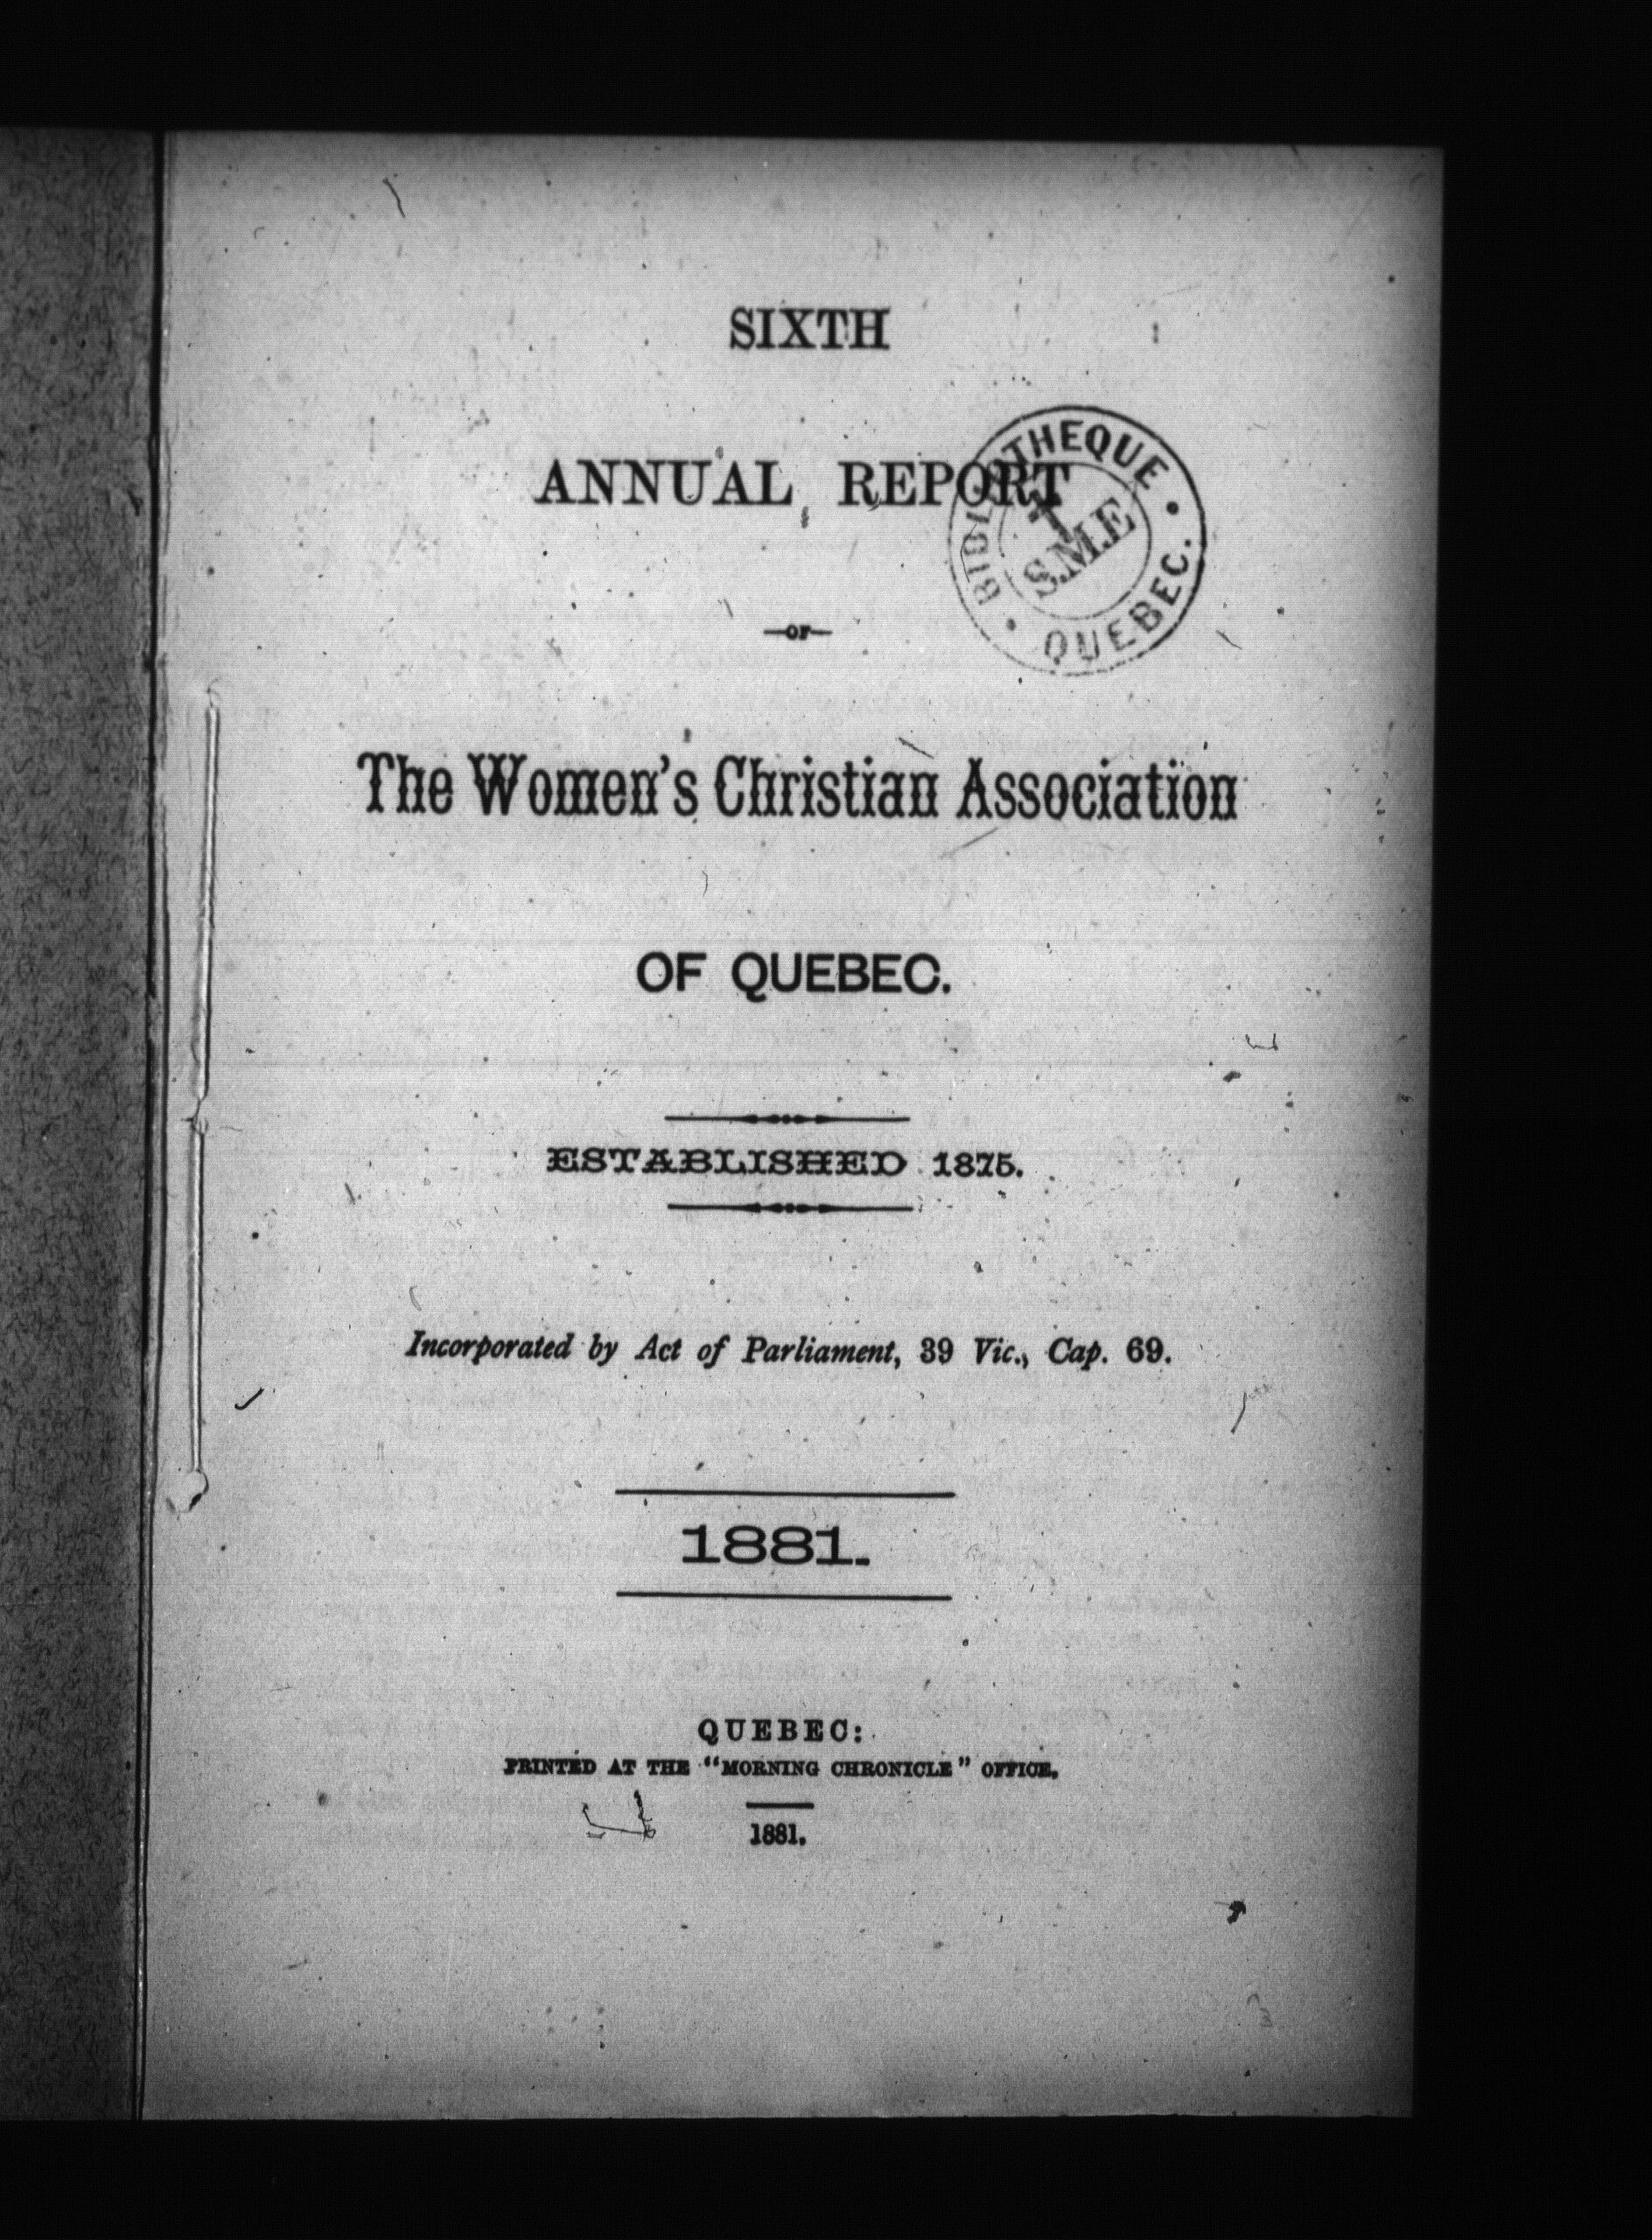 SIXTH
ANNUAL REPORT
BIBLIOTHEQUE
S.M.E
QUEBEC.
—OF—
The Women's Christian Association
OF QUEBEC.
ESTABLISHED 1875.
Incorporated by Act of Parliament, 39 Vic., Cap. 69.
1881.
QUEBEC:
PRINTED AT THE "MORNING CHRONICLE" OFFICE.
1881.